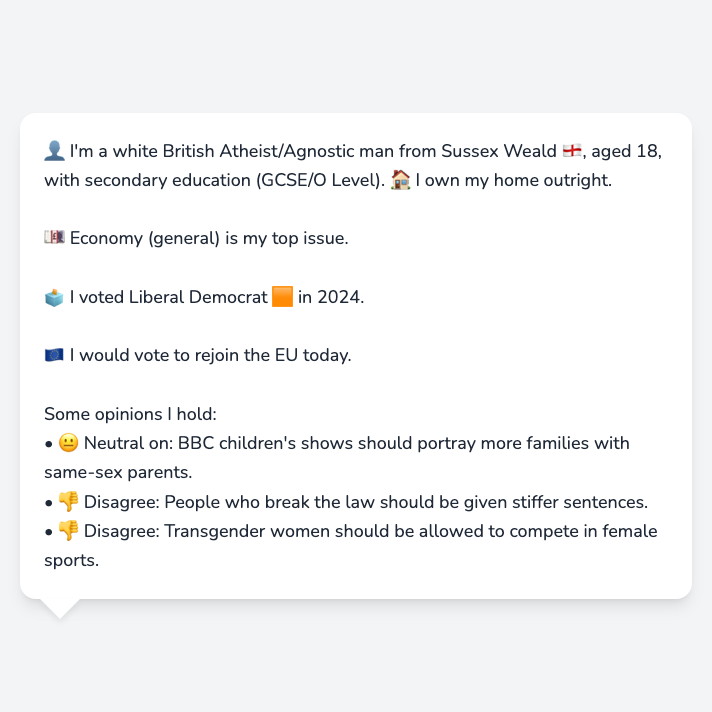 👤 I'm a white British Atheist/Agnostic man from Sussex Weald 🏴󠁧󠁢󠁥󠁮󠁧󠁿, aged 18,
with secondary education (GCSE/O Level). 🏠 I own my home outright.
💷 Economy (general) is my top issue.
🗳️ I voted Liberal Democrat 🟧 in 2024.
🇪🇺 I would vote to rejoin the EU today.
Some opinions I hold:
• 😐 Neutral on: BBC children's shows should portray more families with
same-sex parents.
• 👎 Disagree: People who break the law should be given stiffer sentences.
• 👎 Disagree: Transgender women should be allowed to compete in female
sports.